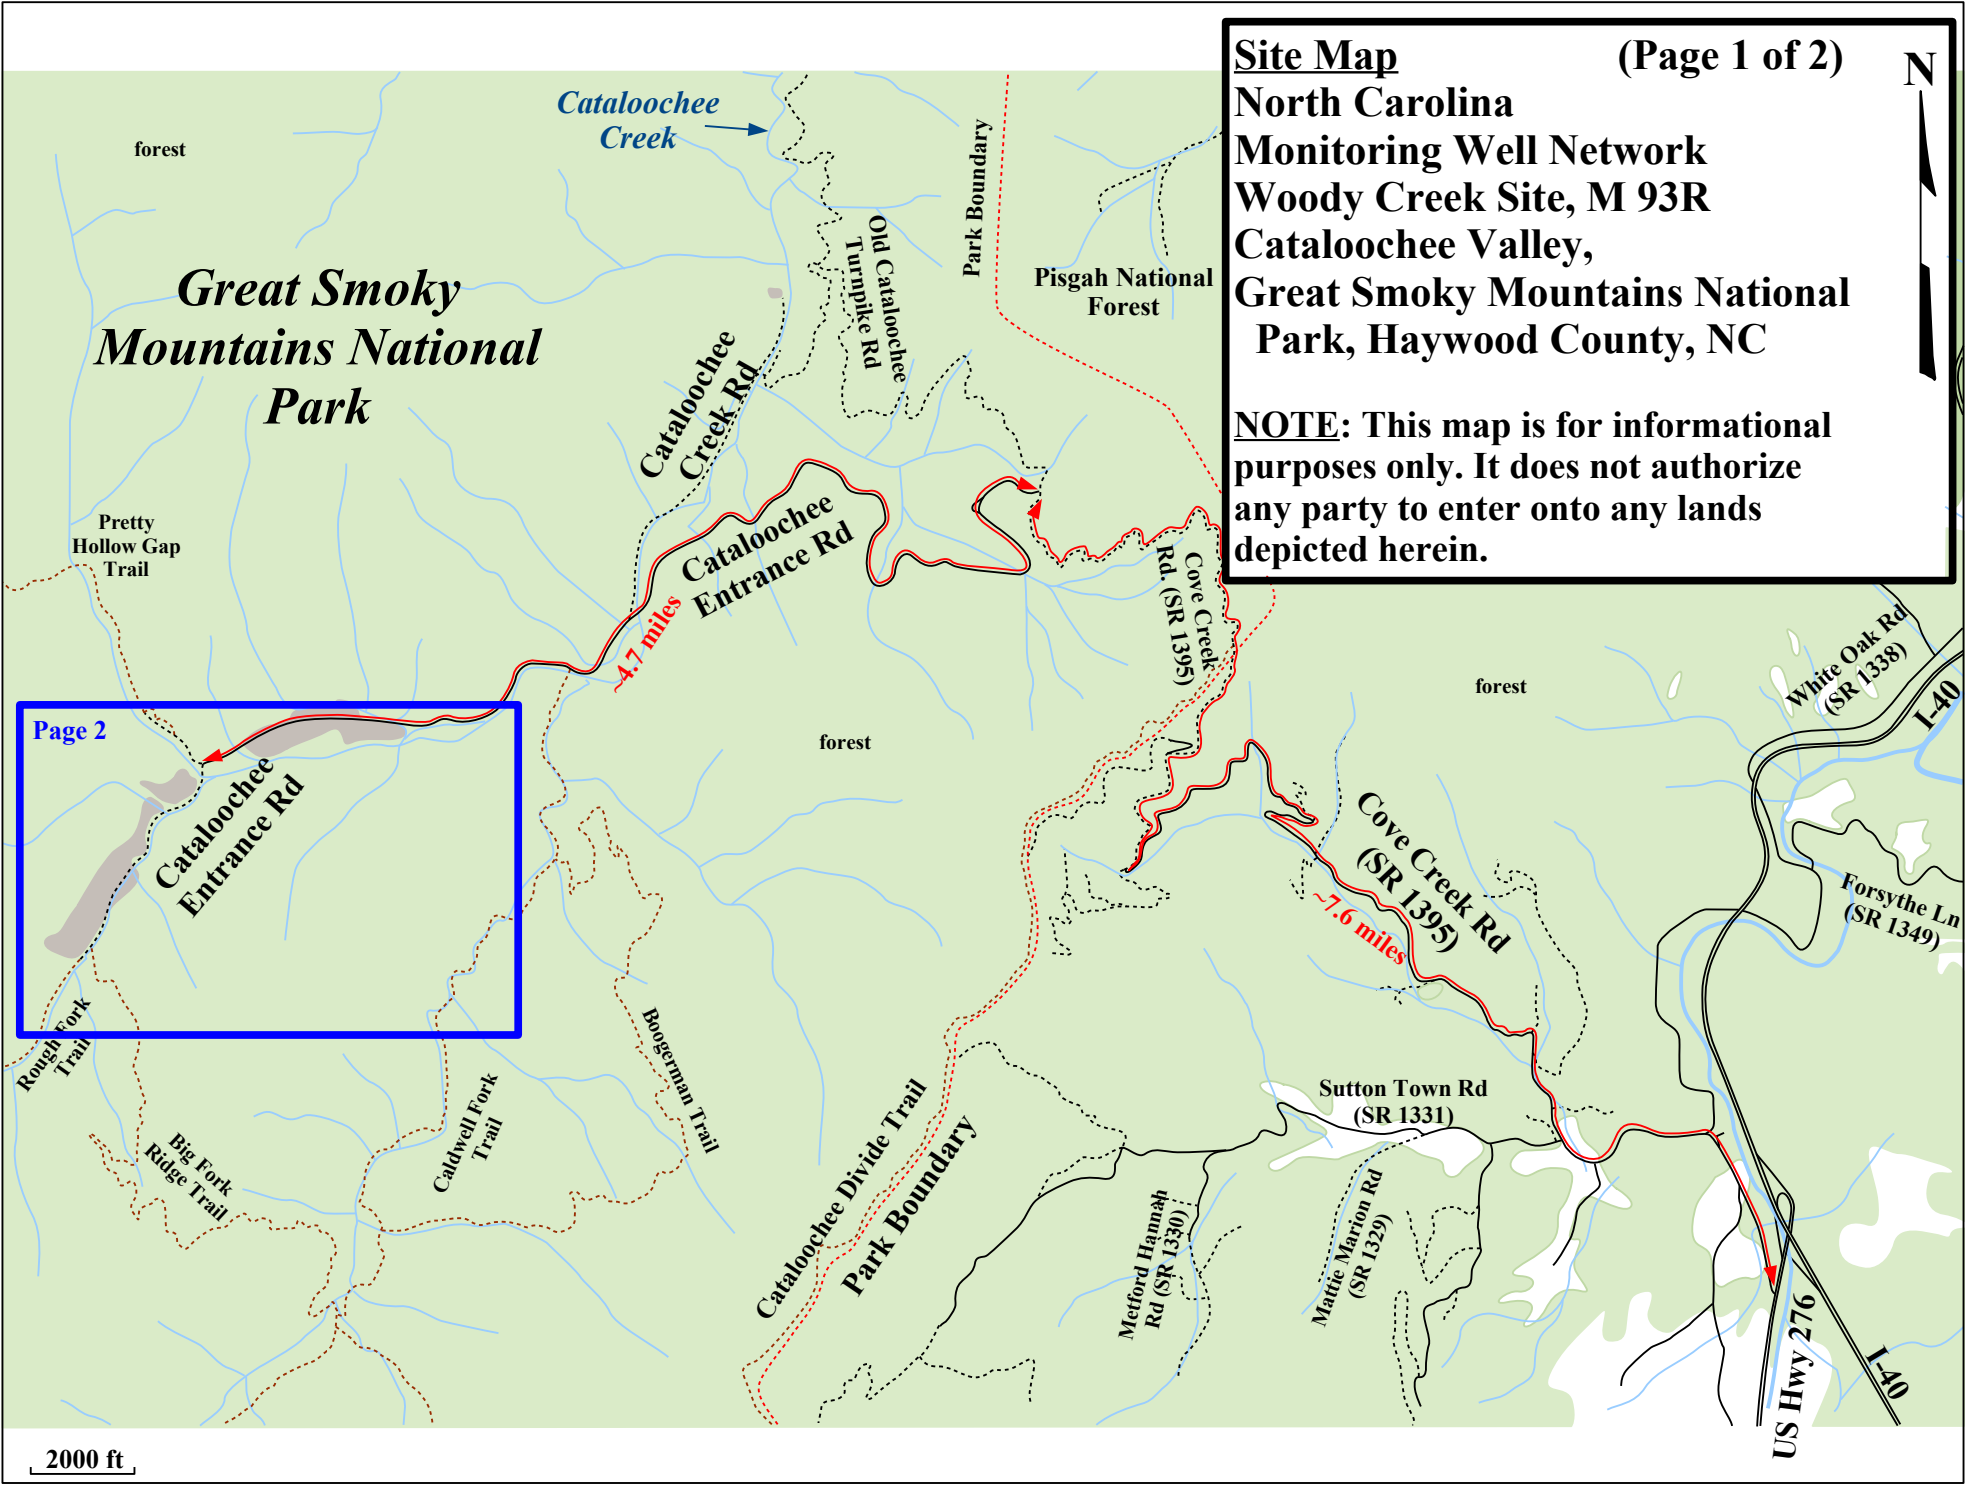 Site Map (Page 1 of 2)
N
North Carolina
Monitoring Well Network
Woody Creek Site, M 93R
Cataloochee Valley,
Great Smoky Mountains National
Park, Haywood County, NC
NOTE: This map is for informational
purposes only. It does not authorize
any party to enter onto any lands
depicted herein.
Cataloochee
Creek
forest
Park Boundary
Old Cataloochee
Turnpike Rd
Pisgah National
Forest
Great Smoky
Mountains National
Park
Cataloochee
Creek Rd
Pretty
Hollow Gap
Trail
Cataloochee
Entrance Rd
~4.7 miles
Cove Creek
Rd. (SR 1395)
White Oak Rd
(SR 1338)
I-40
forest
forest
Page 2
Cataloochee
Entrance Rd
Cove Creek Rd
(SR 1395)
~7.6 miles
Forsythe Ln
(SR 1349)
Rough Fork
Trail
Boogerman Trail
Caldwell Fork
Trail
Big Fork
Ridge Trail
Cataloochee Divide Trail
Park Boundary
Sutton Town Rd
(SR 1331)
Metford Hannah
Rd (SR 1330)
Mattie Marion Rd
(SR 1329)
US Hwy 276
I-40
2000 ft